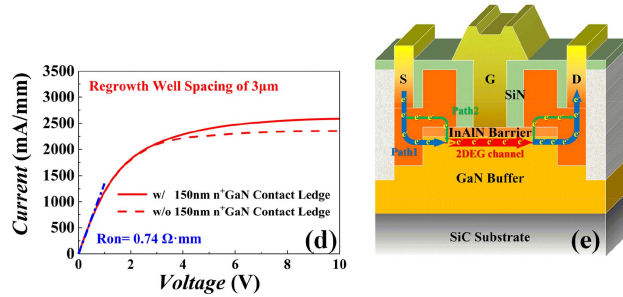 3500
3000
2500
2000
1500
1000
500
0
Current (mA/mm)
Regrowth Well Spacing of 3μm
w/ 150nm n⁺GaN Contact Ledge
w/o 150nm n⁺GaN Contact Ledge
Ron= 0.74 Ω·mm
(d)
0 2 4 6 8 10
Voltage (V)
S G D
SiN
Path2
InAlN Barrier
Path1
2DEG channel
GaN Buffer
SiC Substrate
(e)